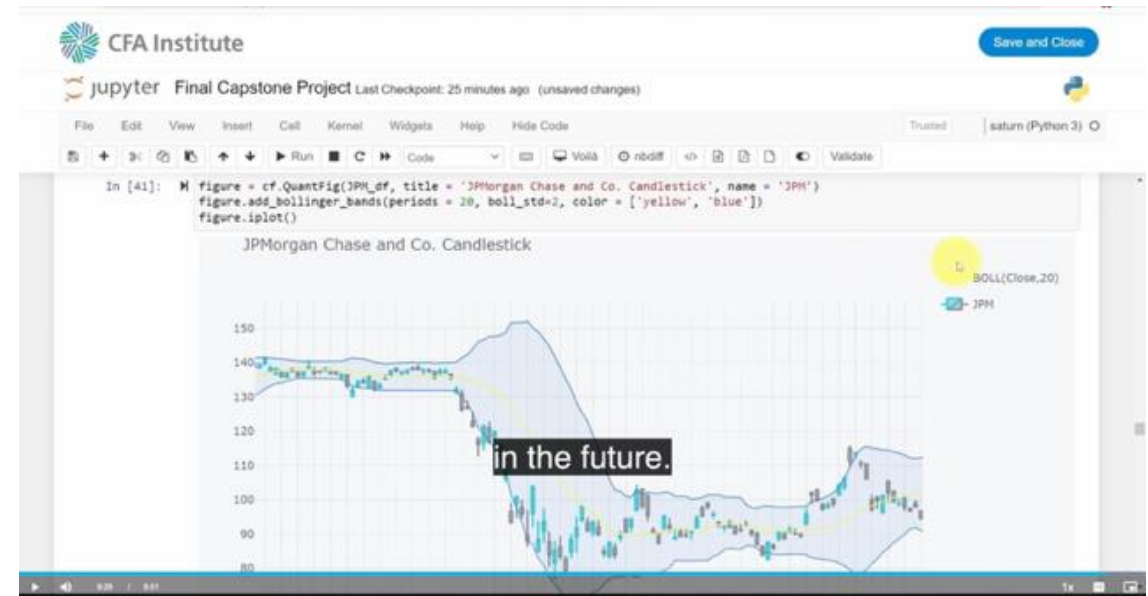 CFA Institute
Save and Close
jupyter Final Capstone Project Last Checkpoint: 25 minutes ago (unsaved changes)
File Edit View Insert Cell Kernel Widgets Help Hide Code Trusted saturn (Python 3)
Run Code Voilà nbdiff Validate
In [41]: figure = cf.QuantFig(JPM_df, title = 'JPMorgan Chase and Co. Candlestick', name = 'JPM')
figure.add_bollinger_bands(periods = 20, boll_std=2, color = ['yellow', 'blue'])
figure.iplot()
JPMorgan Chase and Co. Candlestick
BOLL(Close,20)
JPM
150
140
130
120
110
100
90
80
in the future.
1x